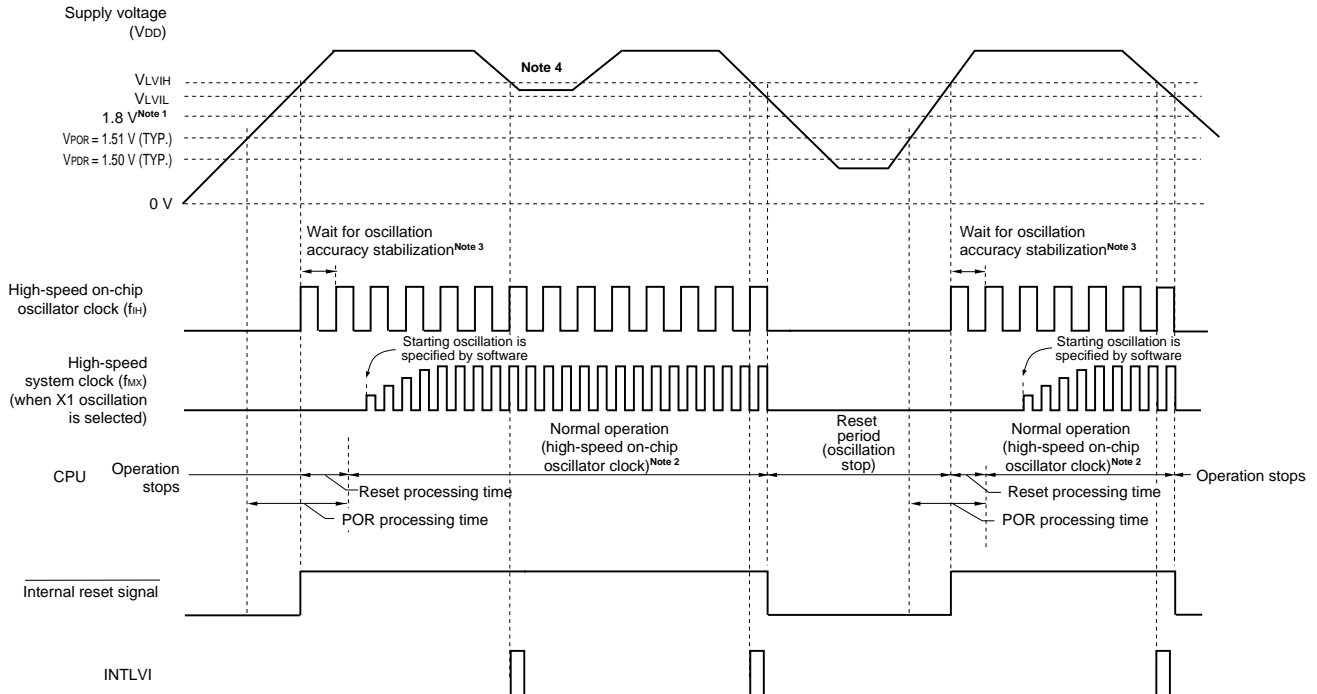 Supply voltage
(VDD)
Note 4
VLVIH
VLVIL
1.8 V Note 1
VPOR = 1.51 V (TYP.)
VPDR = 1.50 V (TYP.)
0 V
Wait for oscillation
accuracy stabilization Note 3
Wait for oscillation
accuracy stabilization Note 3
High-speed on-chip
oscillator clock (fIH)
Starting oscillation is
specified by software
Starting oscillation is
specified by software
High-speed
system clock (fMX)
(when X1 oscillation
is selected)
Normal operation
(high-speed on-chip
oscillator clock) Note 2
Reset
period
(oscillation
stop)
Normal operation
(high-speed on-chip
oscillator clock) Note 2
CPU
Operation
stops
Operation stops
Reset processing time
Reset processing time
POR processing time
POR processing time
Internal reset signal
INTLVI